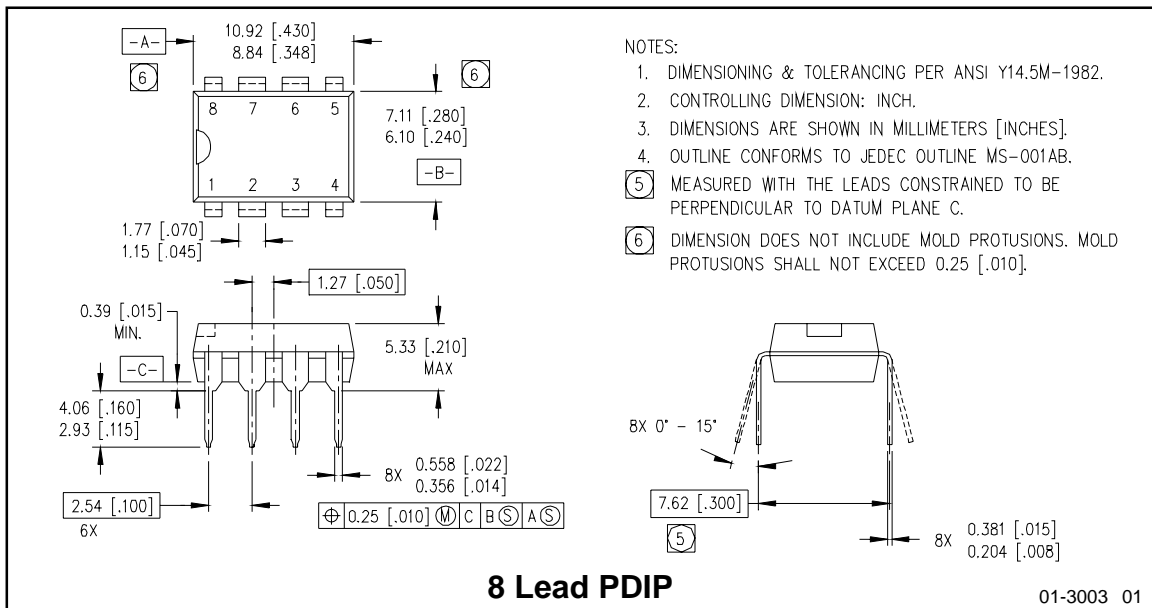 10.92 [.430]
8.84 [.348]
-A-
6
6
8 7 6 5
7.11 [.280]
6.10 [.240]
-B-
1 2 3 4
1.77 [.070]
1.15 [.045]
1.27 [.050]
0.39 [.015]
MIN.
5.33 [.210]
MAX
-C-
4.06 [.160]
2.93 [.115]
8X 0.558 [.022]
0.356 [.014]
2.54 [.100]
6X
⌖ 0.25 [.010] Ⓜ C B Ⓢ A Ⓢ
NOTES:
1. DIMENSIONING & TOLERANCING PER ANSI Y14.5M-1982.
2. CONTROLLING DIMENSION: INCH.
3. DIMENSIONS ARE SHOWN IN MILLIMETERS [INCHES].
4. OUTLINE CONFORMS TO JEDEC OUTLINE MS-001AB.
5 MEASURED WITH THE LEADS CONSTRAINED TO BE
PERPENDICULAR TO DATUM PLANE C.
6 DIMENSION DOES NOT INCLUDE MOLD PROTUSIONS. MOLD
PROTUSIONS SHALL NOT EXCEED 0.25 [.010].
8X 0° - 15°
7.62 [.300]
5
8X 0.381 [.015]
0.204 [.008]
8 Lead PDIP
01-3003 01